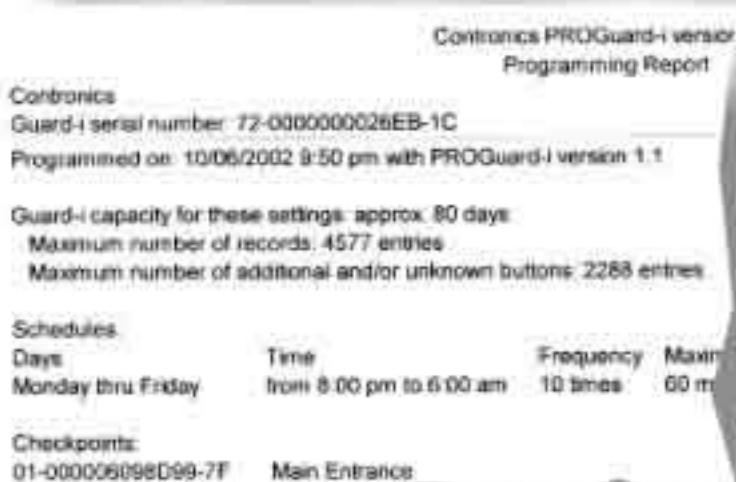 Contronics PROGuard-i version
Programming Report
Contronics
Guard-i serial number: 72-0000000026EB-1C
Programmed on: 10/06/2002 9:50 pm with PROGuard-i version 1.1
Guard-i capacity for these settings: approx. 80 days
Maximum number of records: 4577 entries
Maximum number of additional and/or unknown buttons: 2288 entries
Schedules:
Days Time Frequency Maxim
Monday thru Friday from 8:00 pm to 6:00 am 10 times 60 m
Checkpoints:
01-000006098D99-7F Main Entrance